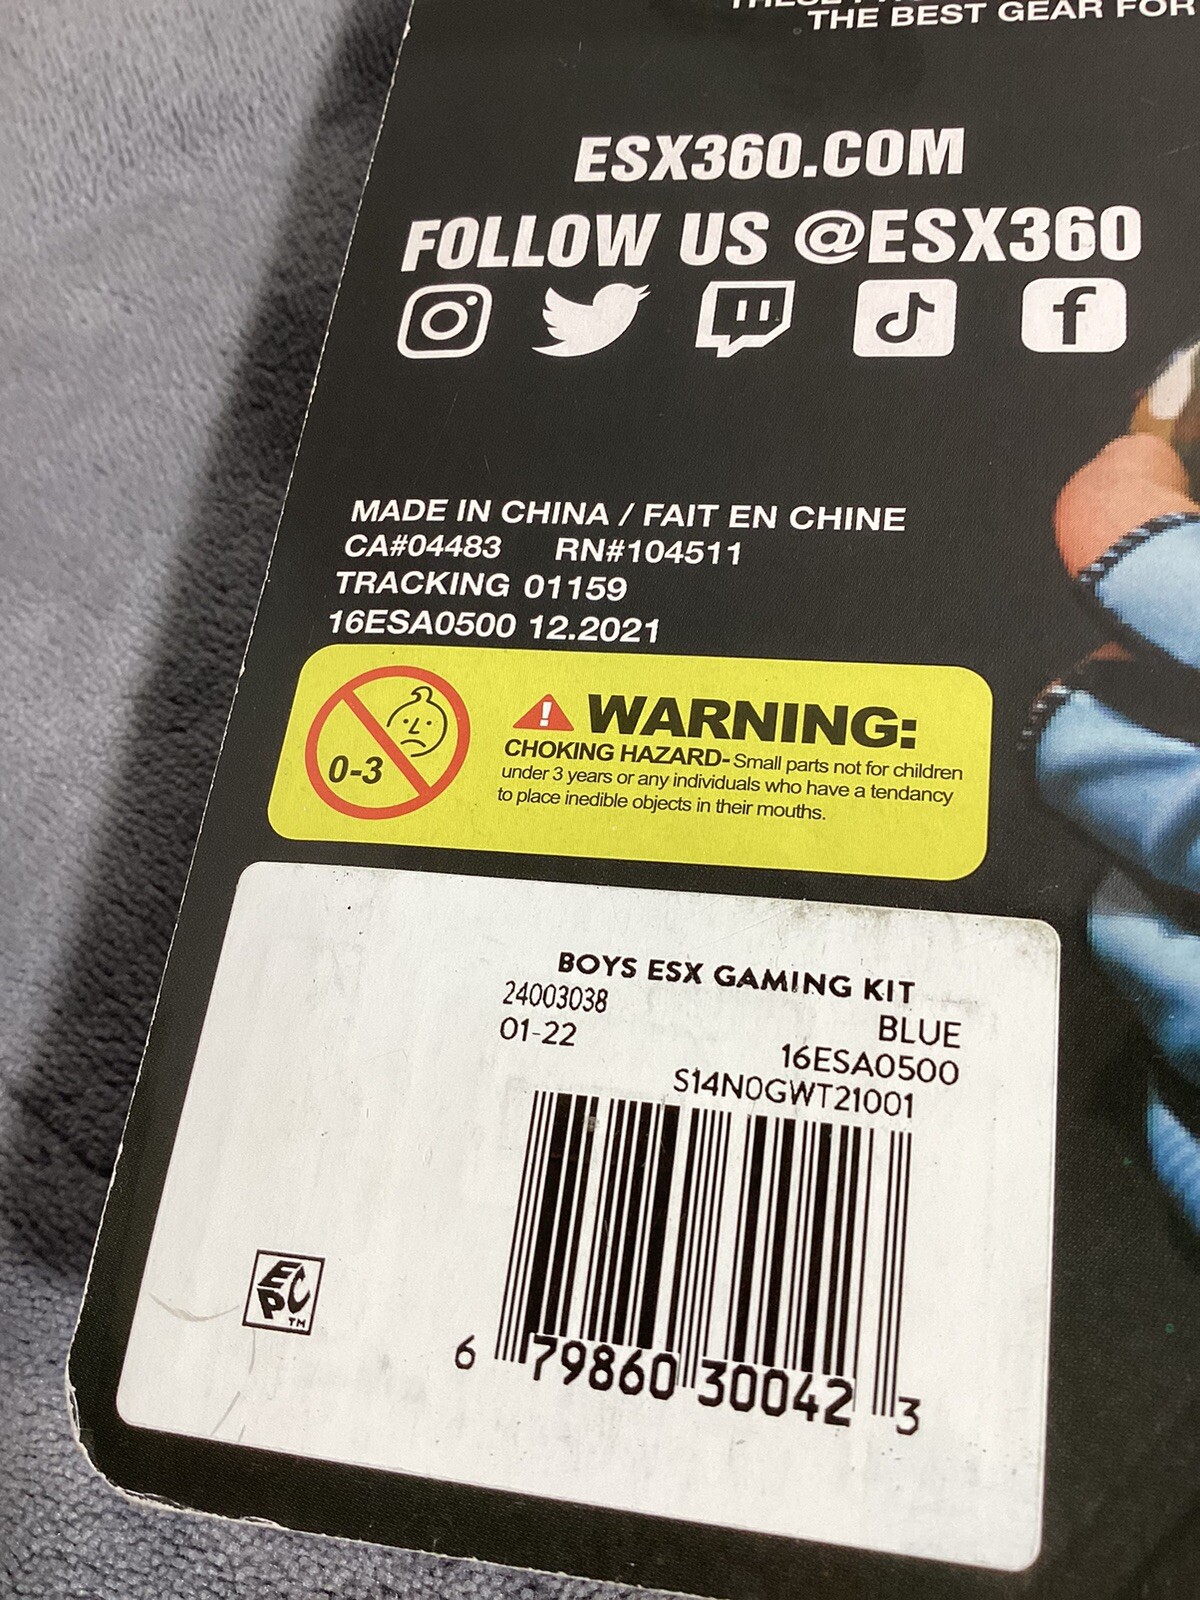 THE BEST GEAR FOR
ESX360.COM
FOLLOW US @ESX360
MADE IN CHINA / FAIT EN CHINE
CA#04483 RN#104511
TRACKING 01159
16ESA0500 12.2021
0-3
WARNING:
CHOKING HAZARD- Small parts not for children
under 3 years or any individuals who have a tendancy
to place inedible objects in their mouths.
BOYS ESX GAMING KIT
24003038 BLUE
01-22 16ESA0500
S14N0GWT21001
ECP TM
6 79860 30042 3